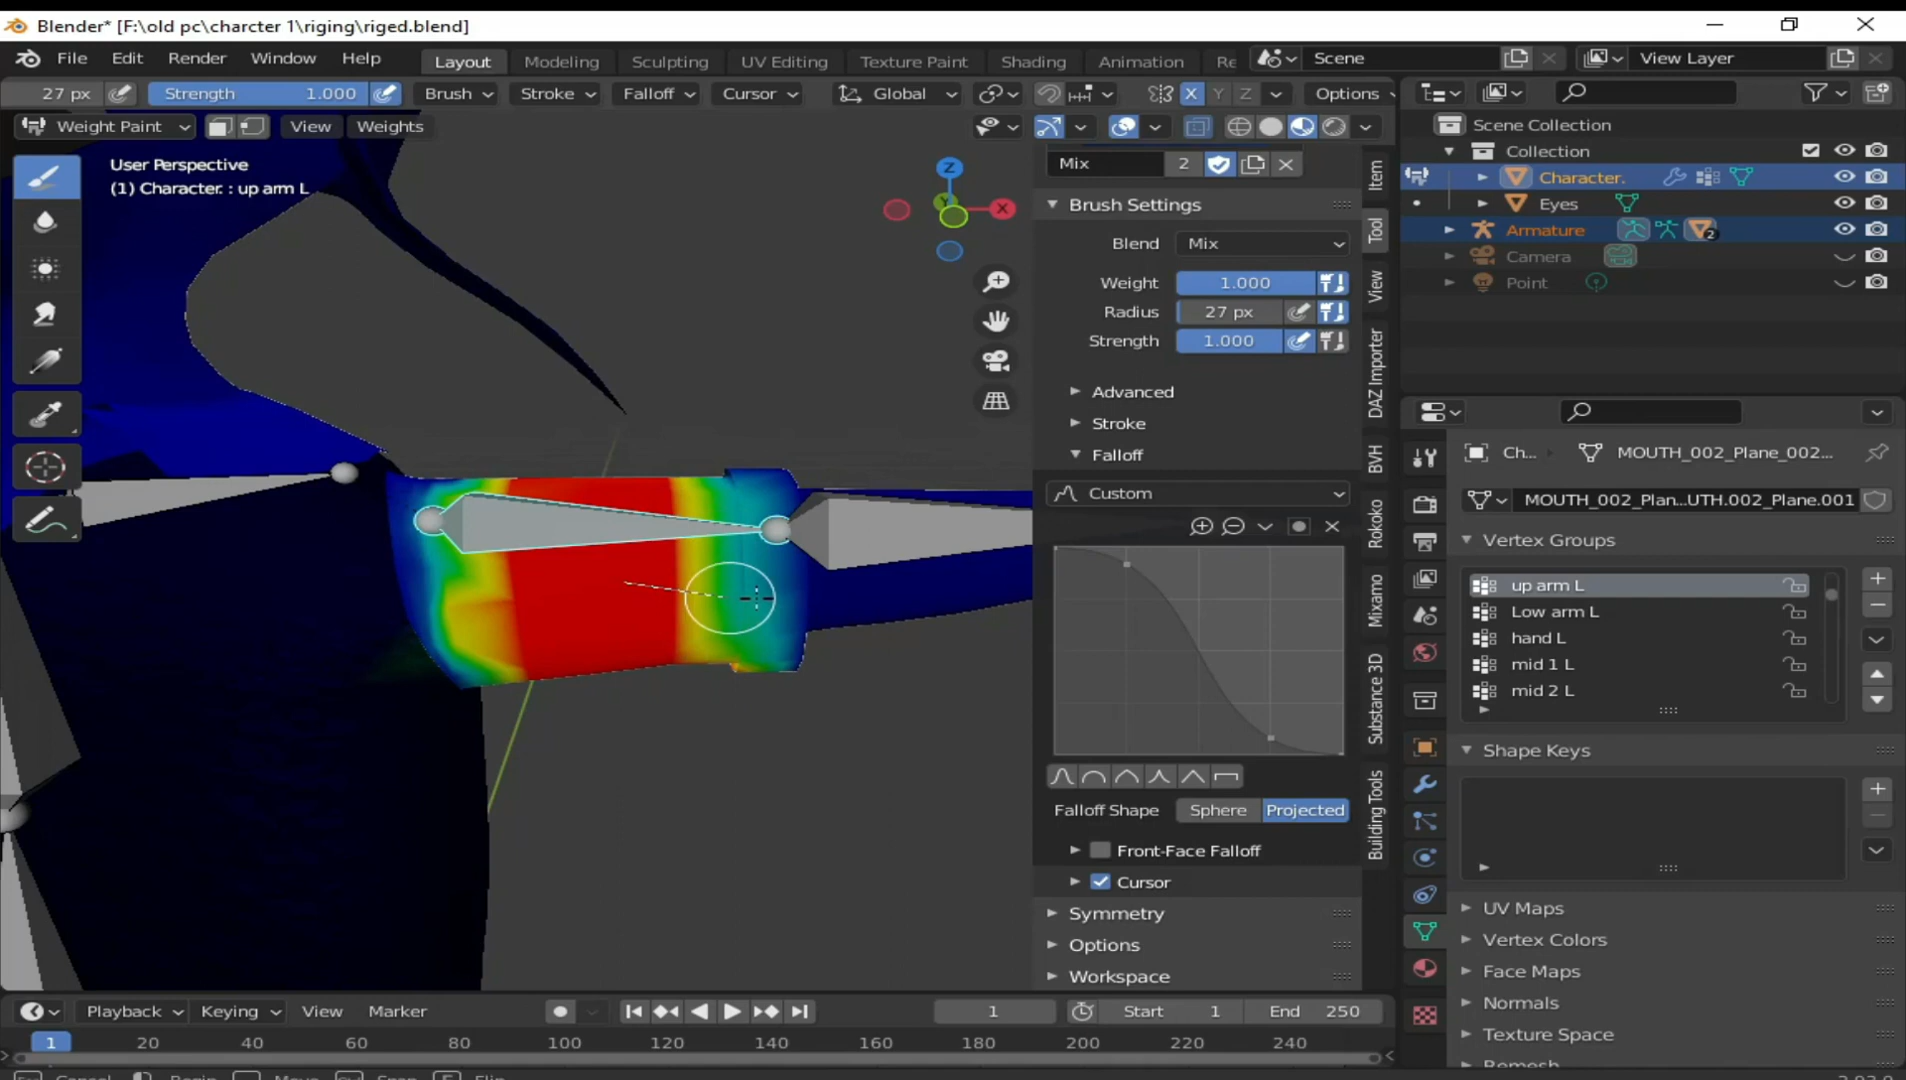 Blender* [F:\old pc\charcter 1\riging\riged.blend]
File Edit Render Window Help Layout Modeling Sculpting UV Editing Texture Paint Shading Animation Re Scene View Layer
27 px Strength 1.000 Brush Stroke Falloff Cursor Global X Y Z Options
Weight Paint View Weights
User Perspective
(1) Character. : up arm L
Z
Y
X
Mix 2
Brush Settings
Blend Mix
Weight 1.000
Radius 27 px
Strength 1.000
Advanced
Stroke
Falloff
Custom
Falloff Shape Sphere Projected
Front-Face Falloff
Cursor
Symmetry
Options
Workspace
Item
Tool
View
DAZ Importer
BVH
Rokoko
Mixamo
Substance 3D
Building Tools
Scene Collection
Collection
Character.
Eyes
Armature 2
Camera
Point
Ch... MOUTH_002_Plane_002...
MOUTH_002_Plan...UTH.002_Plane.001
Vertex Groups
up arm L
Low arm L
hand L
mid 1 L
mid 2 L
Shape Keys
UV Maps
Vertex Colors
Face Maps
Normals
Texture Space
Remesh
Playback Keying View Marker 1 Start 1 End 250
1 20 40 60 80 100 120 140 160 180 200 220 240